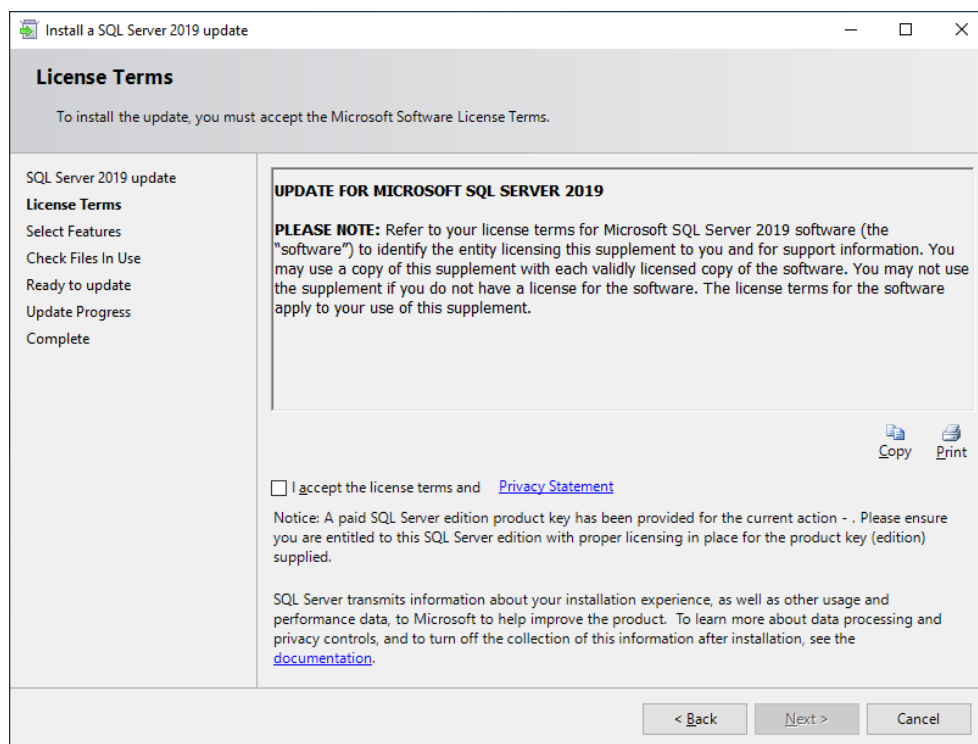 Install a SQL Server 2019 update
License Terms
To install the update, you must accept the Microsoft Software License Terms.
SQL Server 2019 update
License Terms
Select Features
Check Files In Use
Ready to update
Update Progress
Complete
UPDATE FOR MICROSOFT SQL SERVER 2019
PLEASE NOTE: Refer to your license terms for Microsoft SQL Server 2019 software (the
"software") to identify the entity licensing this supplement to you and for support information. You
may use a copy of this supplement with each validly licensed copy of the software. You may not use
the supplement if you do not have a license for the software. The license terms for the software
apply to your use of this supplement.
Copy
Print
I accept the license terms and Privacy Statement
Notice: A paid SQL Server edition product key has been provided for the current action - . Please ensure
you are entitled to this SQL Server edition with proper licensing in place for the product key (edition)
supplied.
SQL Server transmits information about your installation experience, as well as other usage and
performance data, to Microsoft to help improve the product.  To learn more about data processing and
privacy controls, and to turn off the collection of this information after installation, see the
documentation.
< Back
Next >
Cancel